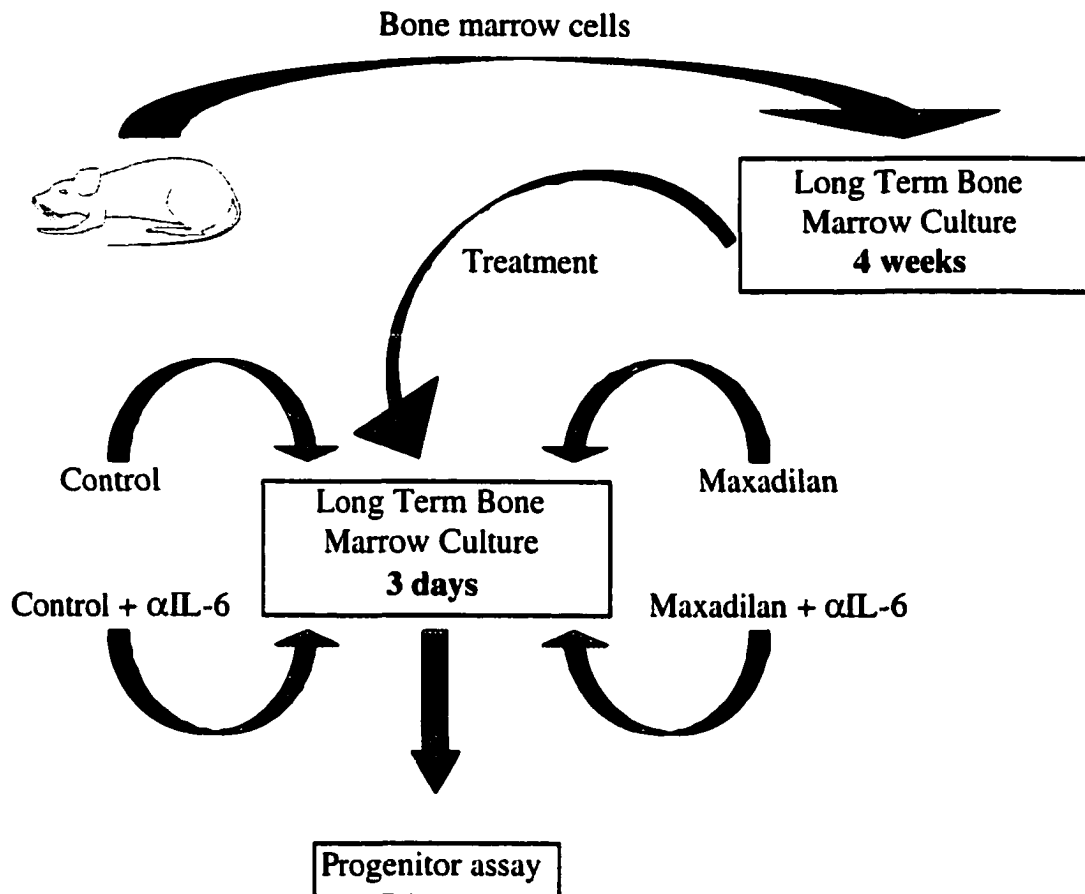 Bone marrow cells
Long Term Bone
Marrow Culture
4 weeks
Treatment
Control
Maxadilan
Long Term Bone
Marrow Culture
3 days
Control + αIL-6
Maxadilan + αIL-6
Progenitor assay